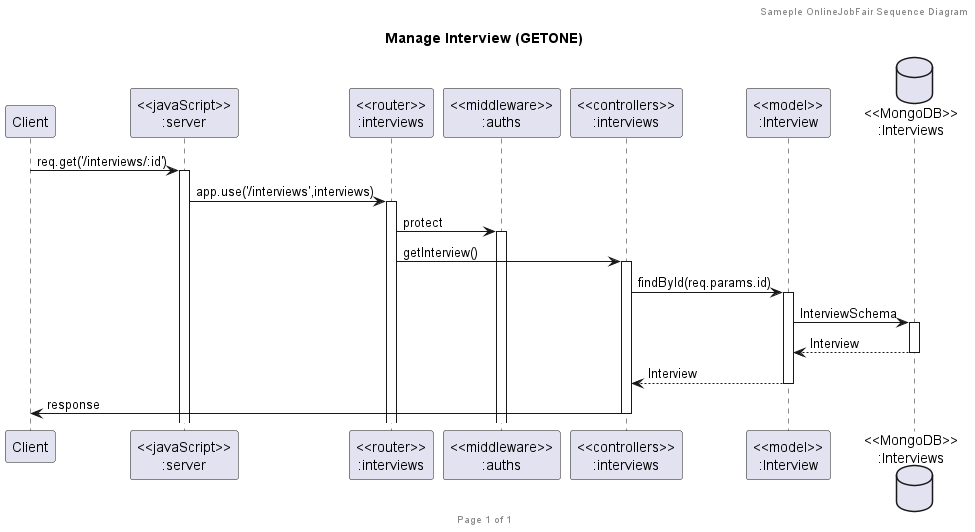 Sameple OnlineJobFair Sequence Diagram
Manage Interview (GETONE)
Client
<<javaScript>>
:server
<<router>>
:interviews
<<middleware>>
:auths
<<controllers>>
:interviews
<<model>>
:Interview
<<MongoDB>>
:Interviews
req.get('/interviews/:id')
app.use('/interviews',interviews)
protect
getInterview()
findById(req.params.id)
InterviewSchema
Interview
Interview
response
Client
<<javaScript>>
:server
<<router>>
:interviews
<<middleware>>
:auths
<<controllers>>
:interviews
<<model>>
:Interview
<<MongoDB>>
:Interviews
Page 1 of 1